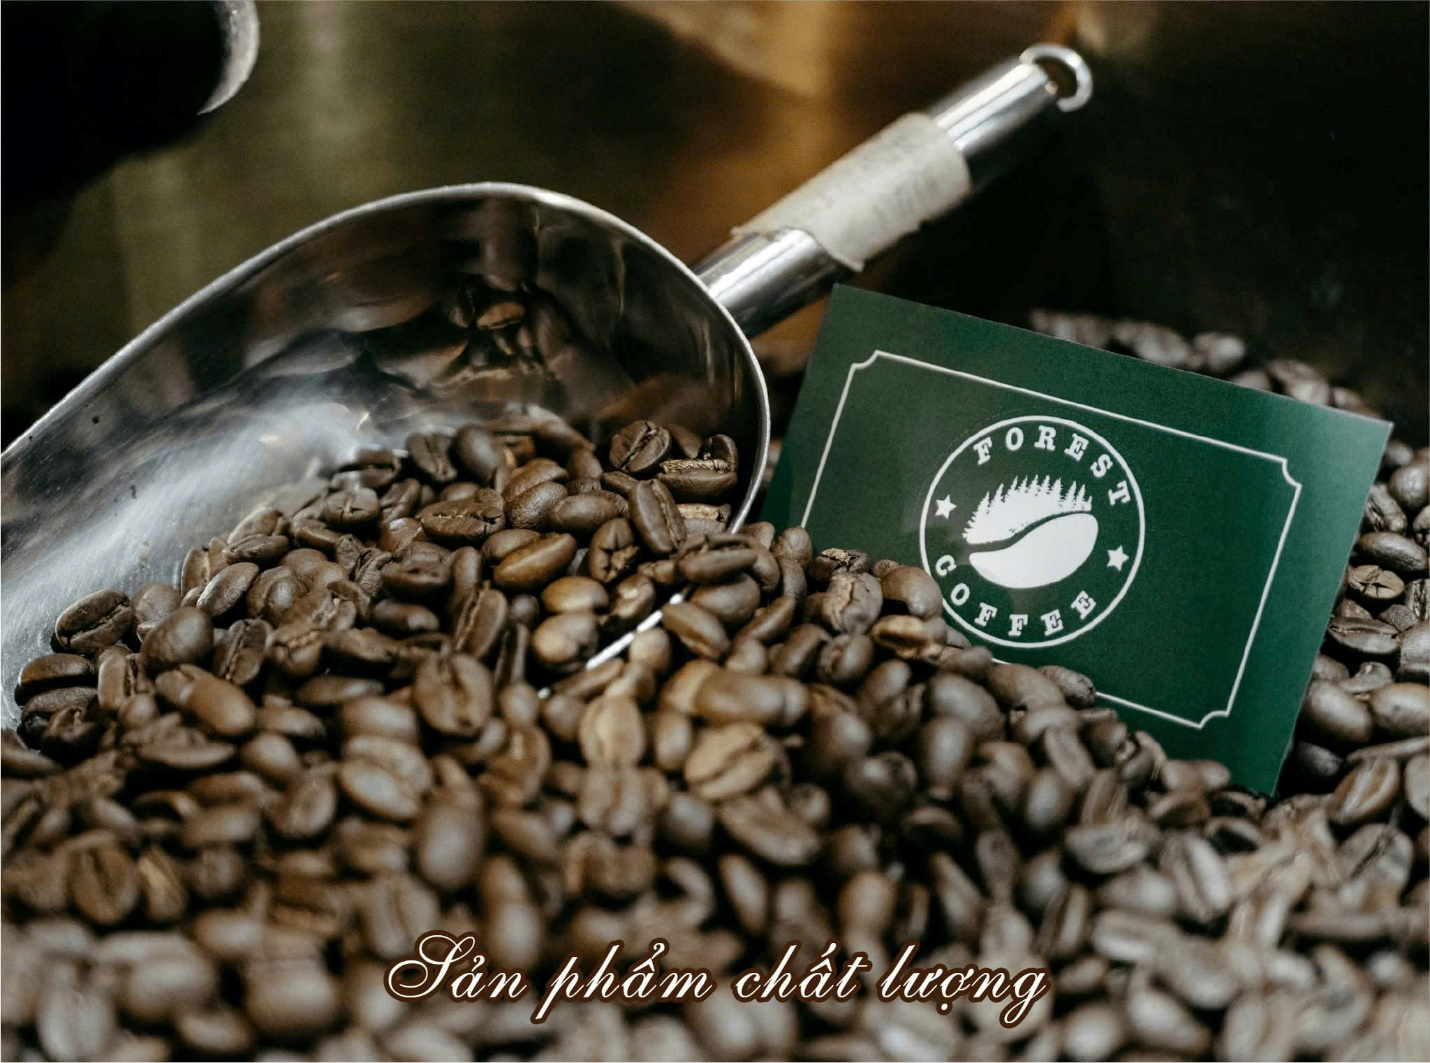 FOREST
COFFEE
Sản phẩm chất lượng